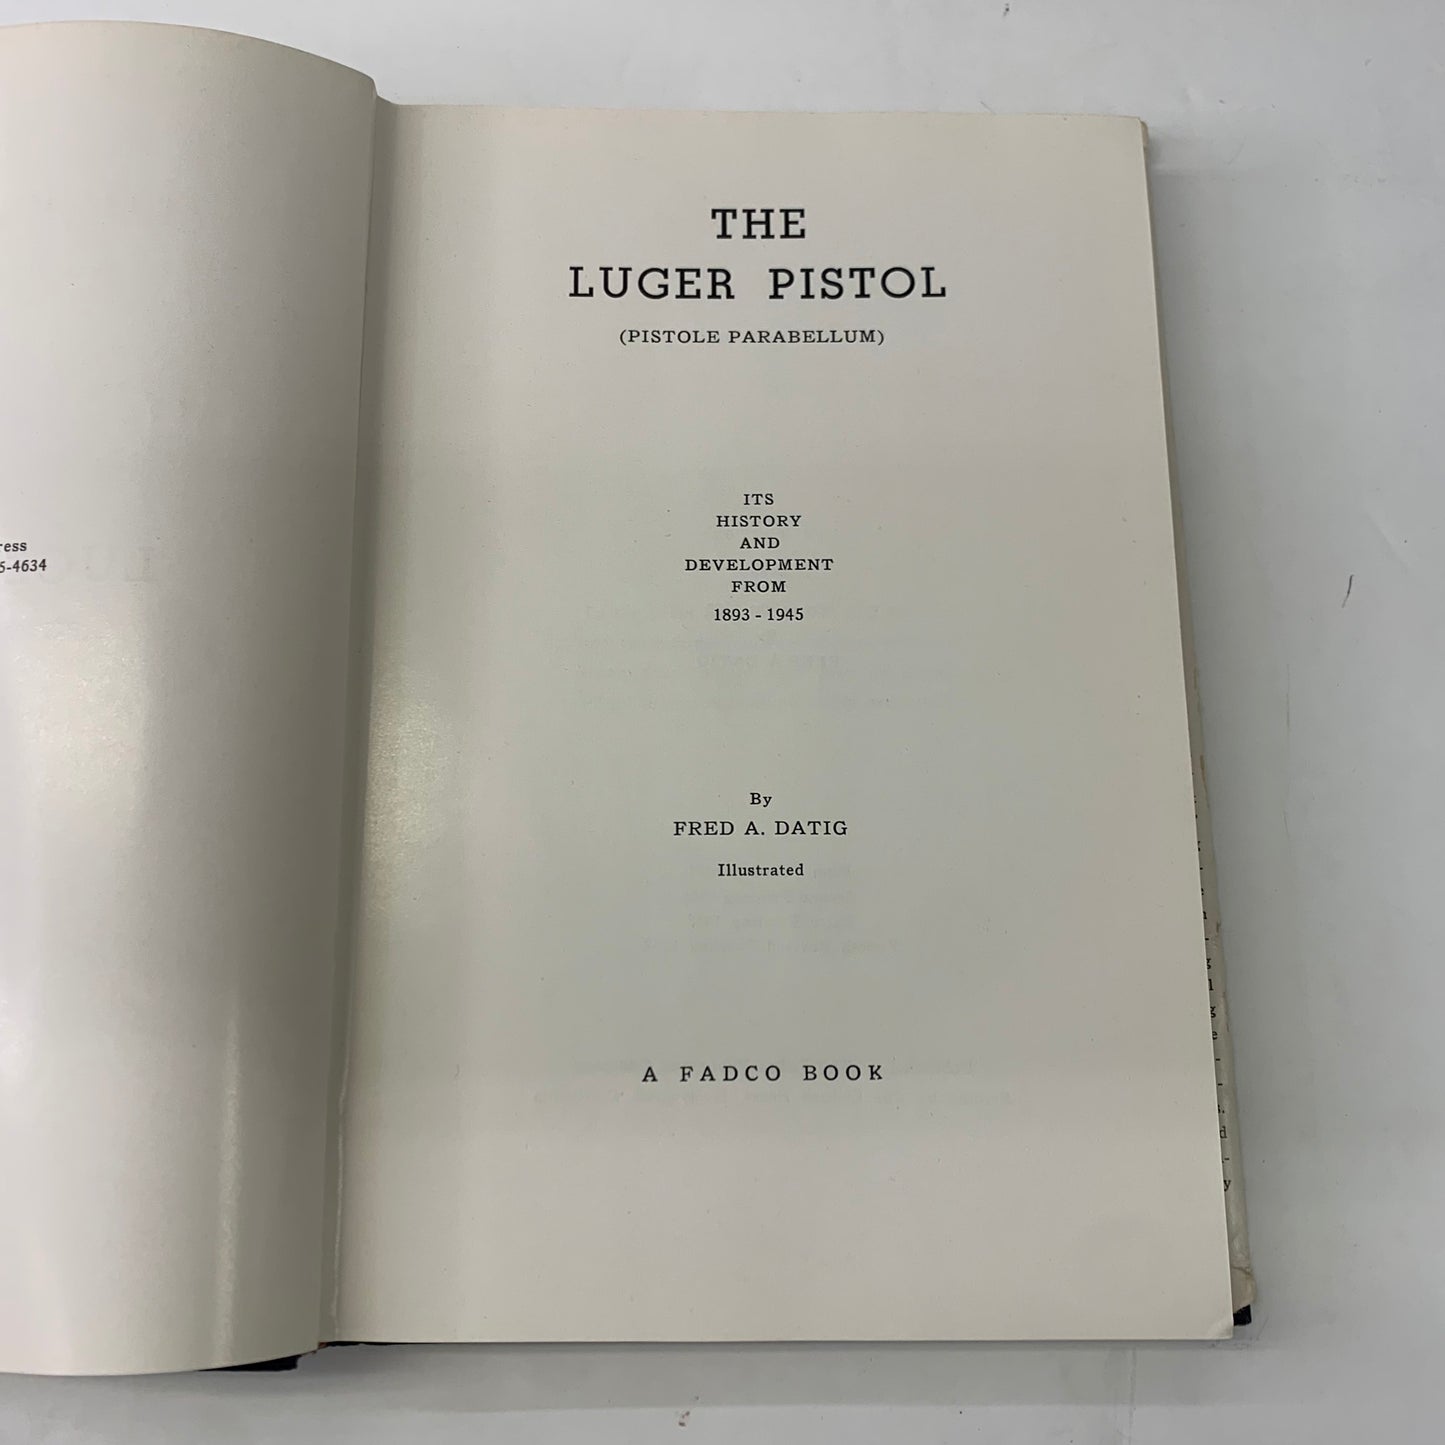 ress
5-4634
THE
LUGER PISTOL
(PISTOLE PARABELLUM)
ITS
HISTORY
AND
DEVELOPMENT
FROM
1893 - 1945
By
FRED A. DATIG
Illustrated
A FADCO BOOK